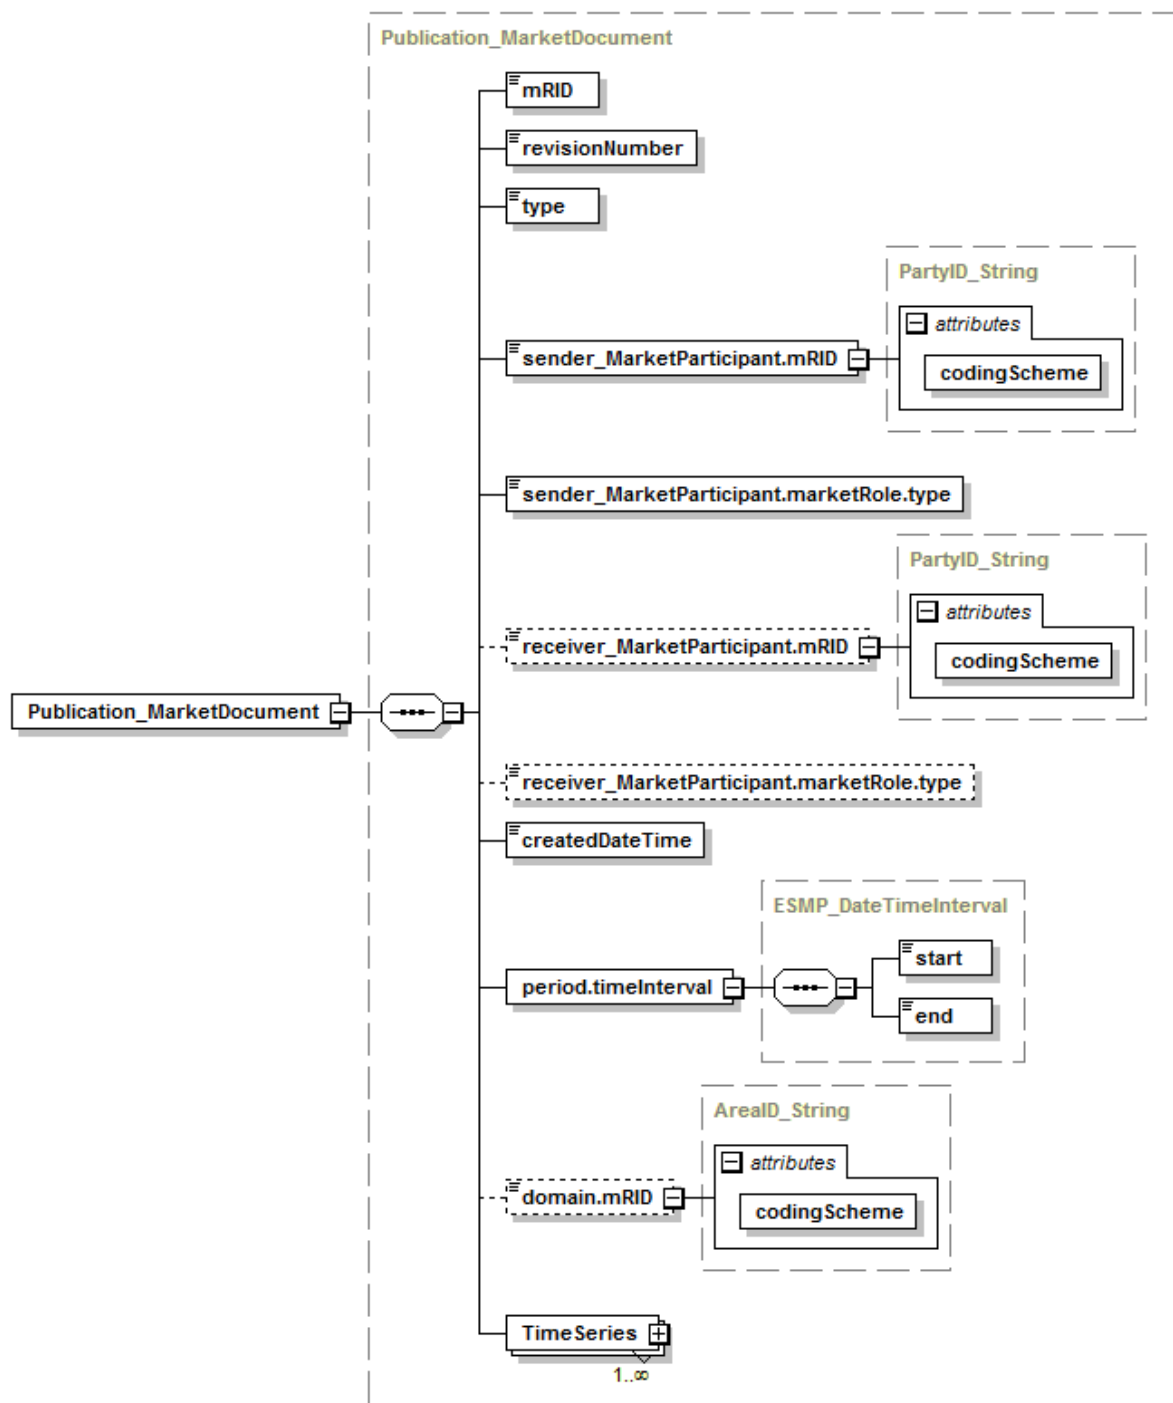 Publication_MarketDocument
mRID
revisionNumber
type
PartyID_String
attributes
sender_MarketParticipant.mRID
codingScheme
sender_MarketParticipant.marketRole.type
PartyID_String
attributes
receiver_MarketParticipant.mRID
codingScheme
Publication_MarketDocument
receiver_MarketParticipant.marketRole.type
createdDateTime
ESMP_DateTimeInterval
start
period.timeInterval
end
AreaID_String
attributes
domain.mRID
codingScheme
TimeSeries
1..∞